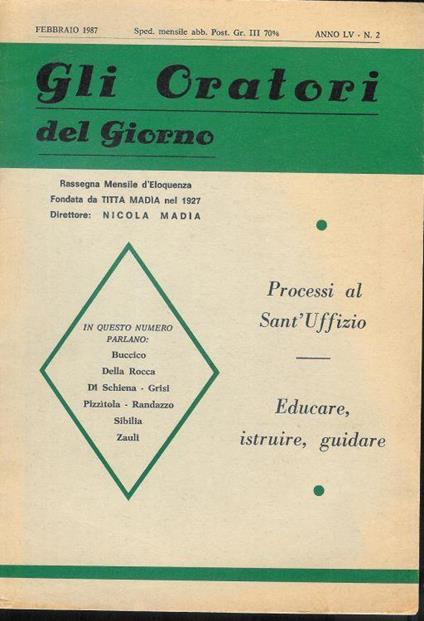 FEBBRAIO 1987
Sped. mensile abb. Post. Gr. III 70%
ANNO LV - N. 2
Gli Oratori
del Giorno
Rassegna Mensile d'Eloquenza
Fondata da TITTA MADIA nel 1927
Direttore: NICOLA MADIA
IN QUESTO NUMERO
PARLANO:
Buccico
Della Rocca
Di Schiena - Grisi
Pizzìtola - Randazzo
Sibilia
Zauli
Processi al
Sant'Uffizio
Educare,
istruire, guidare